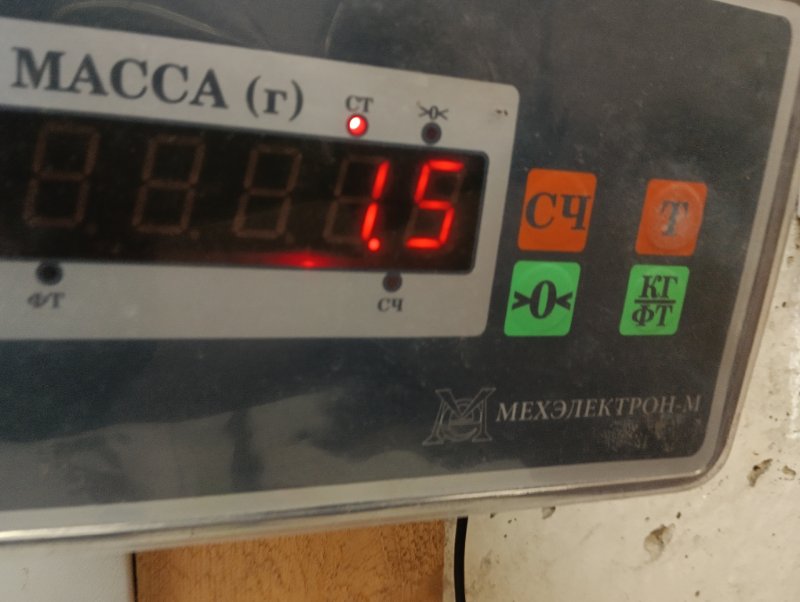 МАССА (г)
СТ
>0<
1.5
ФТ
СЧ
СЧ
Т
>0<
КГ
ФТ
МЕХЭЛЕКТРОН-М